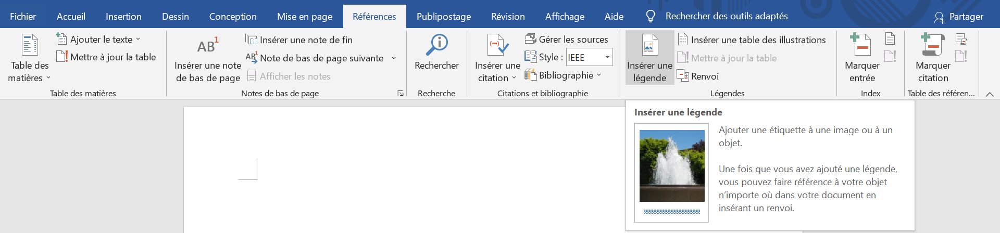 Fichier Accueil Insertion Dessin Conception Mise en page Références Publipostage Révision Affichage Aide Rechercher des outils adaptés Partager
Table des
matières
Ajouter le texte
Mettre à jour la table
Table des matières
AB1
Insérer une note
de bas de page
Insérer une note de fin
AB1 Note de bas de page suivante
Afficher les notes
Notes de bas de page
Rechercher
Recherche
Insérer une
citation
Gérer les sources
Style : IEEE
Bibliographie
Citations et bibliographie
Insérer une
légende
Insérer une table des illustrations
Mettre à jour la table
Renvoi
Légendes
Marquer
entrée
Index
Marquer
citation
Table des référen...
Insérer une légende
Ajouter une étiquette à une image ou à un
objet.
Une fois que vous avez ajouté une légende,
vous pouvez faire référence à votre objet
n’importe où dans votre document en
insérant un renvoi.